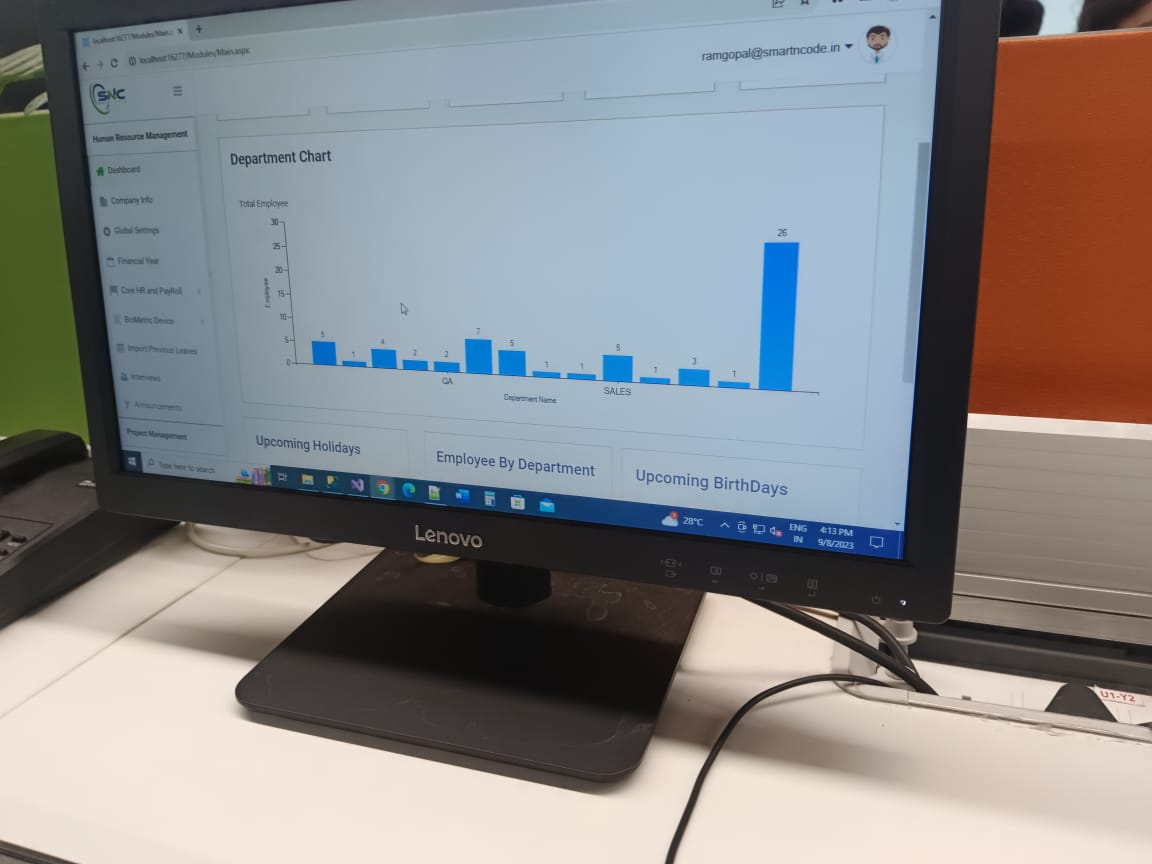 localhost:16277/Modules/Main.a
localhost:16277/Modules/Main.aspx
ramgopal@smartncode.in
SNC
Human Resource Management
Dashboard
Company Info
Global Settings
Financial Year
Core HR and PayRoll
BioMetric Device
Import Previous Leaves
Interviews
Announcements
Project Management
Department Chart
Total Employee
30
25
20
15
10
5
0
Employee
5 1 4 2 2 7 5 1 1 5 1 3 1 26
QA SALES
Department Name
Upcoming Holidays
Employee By Department
Upcoming BirthDays
Type here to search
28°C
ENG
IN
4:13 PM
9/8/2023
Lenovo
U1-Y2